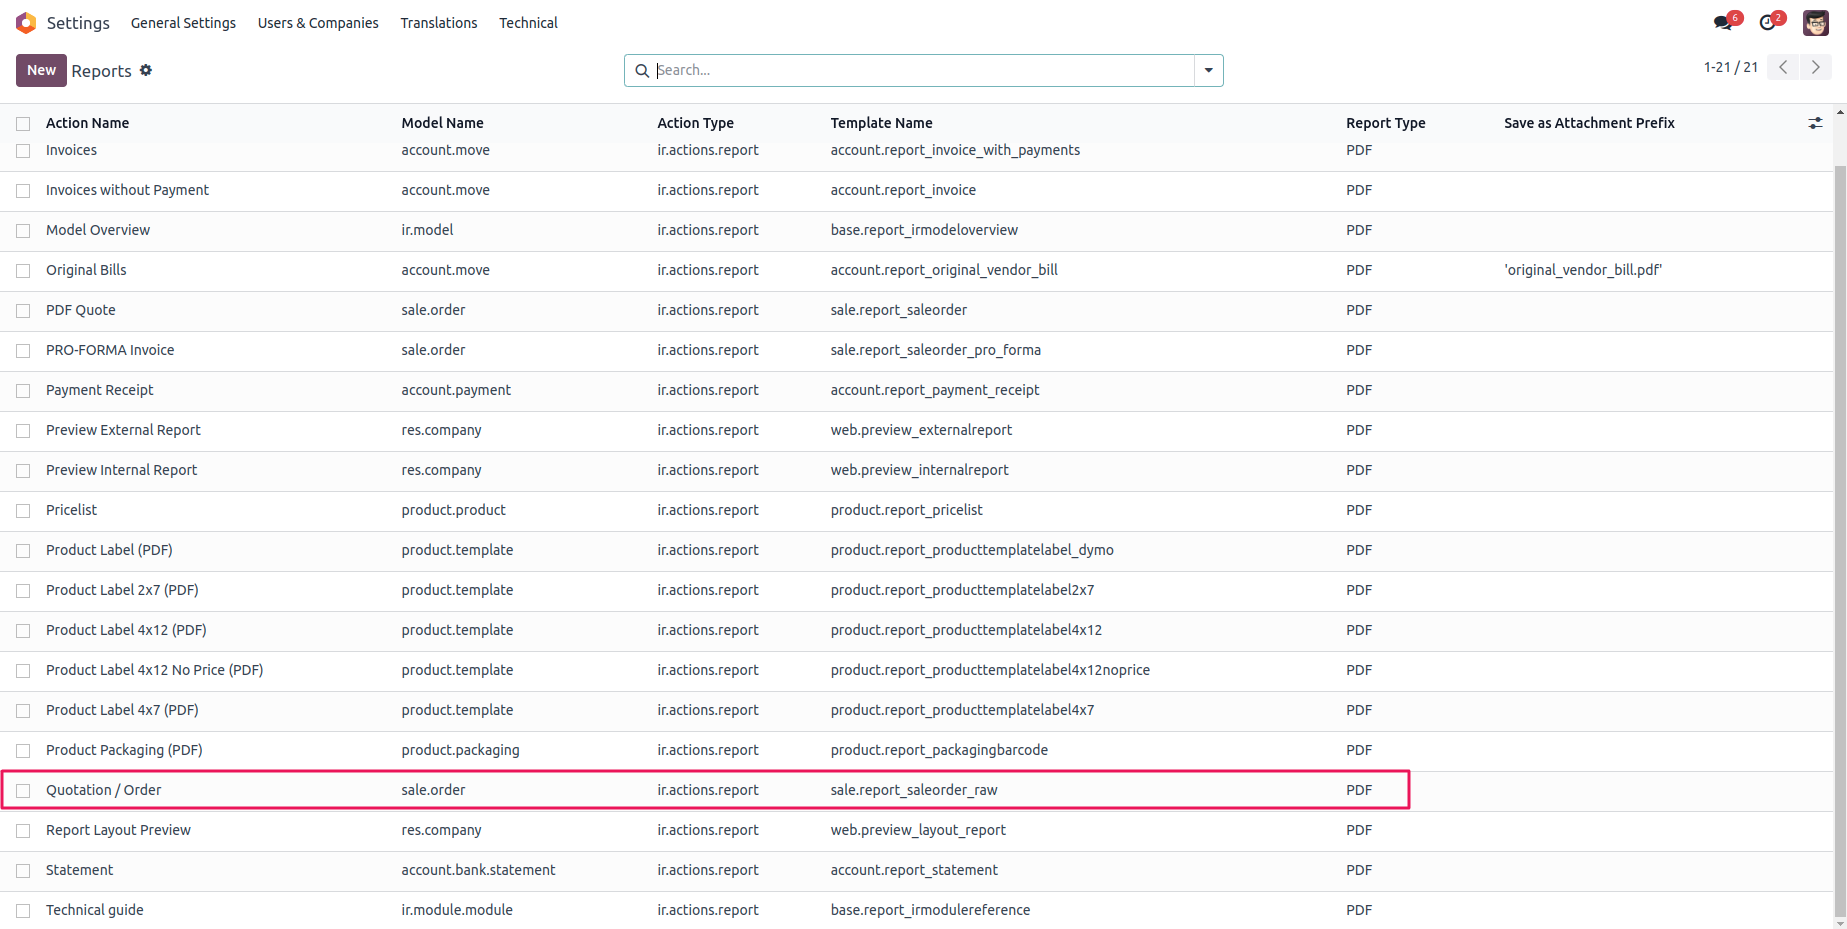 Settings General Settings Users & Companies Translations Technical 6 2
New Reports Search... 1-21 / 21
Action Name Model Name Action Type Template Name Report Type Save as Attachment Prefix
Invoices account.move ir.actions.report account.report_invoice_with_payments PDF
Invoices without Payment account.move ir.actions.report account.report_invoice PDF
Model Overview ir.model ir.actions.report base.report_irmodeloverview PDF
Original Bills account.move ir.actions.report account.report_original_vendor_bill PDF 'original_vendor_bill.pdf'
PDF Quote sale.order ir.actions.report sale.report_saleorder PDF
PRO-FORMA Invoice sale.order ir.actions.report sale.report_saleorder_pro_forma PDF
Payment Receipt account.payment ir.actions.report account.report_payment_receipt PDF
Preview External Report res.company ir.actions.report web.preview_externalreport PDF
Preview Internal Report res.company ir.actions.report web.preview_internalreport PDF
Pricelist product.product ir.actions.report product.report_pricelist PDF
Product Label (PDF) product.template ir.actions.report product.report_producttemplatelabel_dymo PDF
Product Label 2x7 (PDF) product.template ir.actions.report product.report_producttemplatelabel2x7 PDF
Product Label 4x12 (PDF) product.template ir.actions.report product.report_producttemplatelabel4x12 PDF
Product Label 4x12 No Price (PDF) product.template ir.actions.report product.report_producttemplatelabel4x12noprice PDF
Product Label 4x7 (PDF) product.template ir.actions.report product.report_producttemplatelabel4x7 PDF
Product Packaging (PDF) product.packaging ir.actions.report product.report_packagingbarcode PDF
Quotation / Order sale.order ir.actions.report sale.report_saleorder_raw PDF
Report Layout Preview res.company ir.actions.report web.preview_layout_report PDF
Statement account.bank.statement ir.actions.report account.report_statement PDF
Technical guide ir.module.module ir.actions.report base.report_irmodulereference PDF